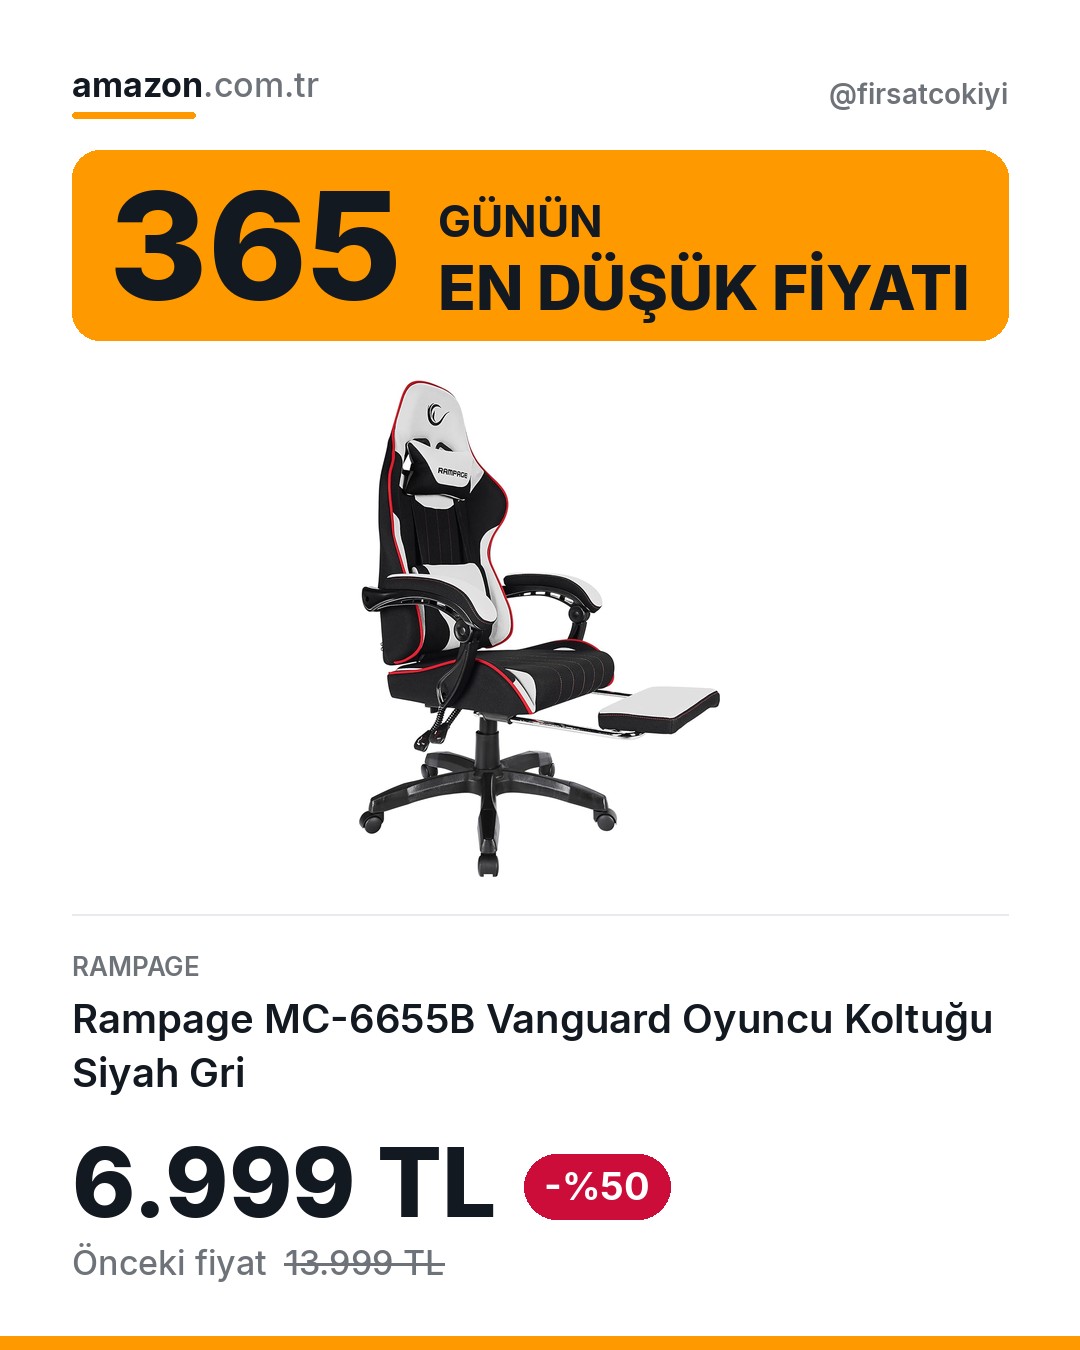 amazon.com.tr
@firsatcokiyi
365
GÜNÜN
EN DÜŞÜK FİYATI
RAMPAGE
RAMPAGE
Rampage MC-6655B Vanguard Oyuncu Koltuğu
Siyah Gri
6.999 TL
-%50
Önceki fiyat 13.999 TL